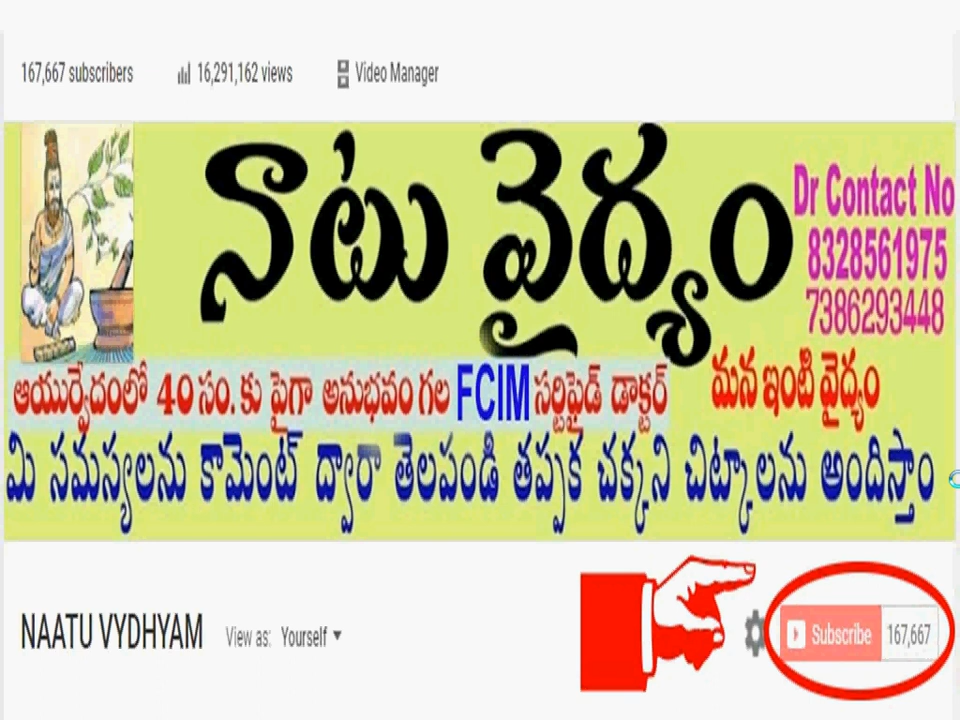 167,667 subscribers 16,291,162 views Video Manager
నాటు వైద్యం
Dr Contact No
8328561975
7386293448
ఆయుర్వేదంలో 40 సం. కు పైగా అనుభవం గల FCIM సర్టిఫైడ్ డాక్టర్ మన ఇంటి వైద్యం
మి సమస్యలను కామెంట్ ద్వారా తెలపండి తప్పక చక్కని చిట్కాలను అందిస్తాం
NAATU VYDHYAM View as: Yourself Subscribe 167,667